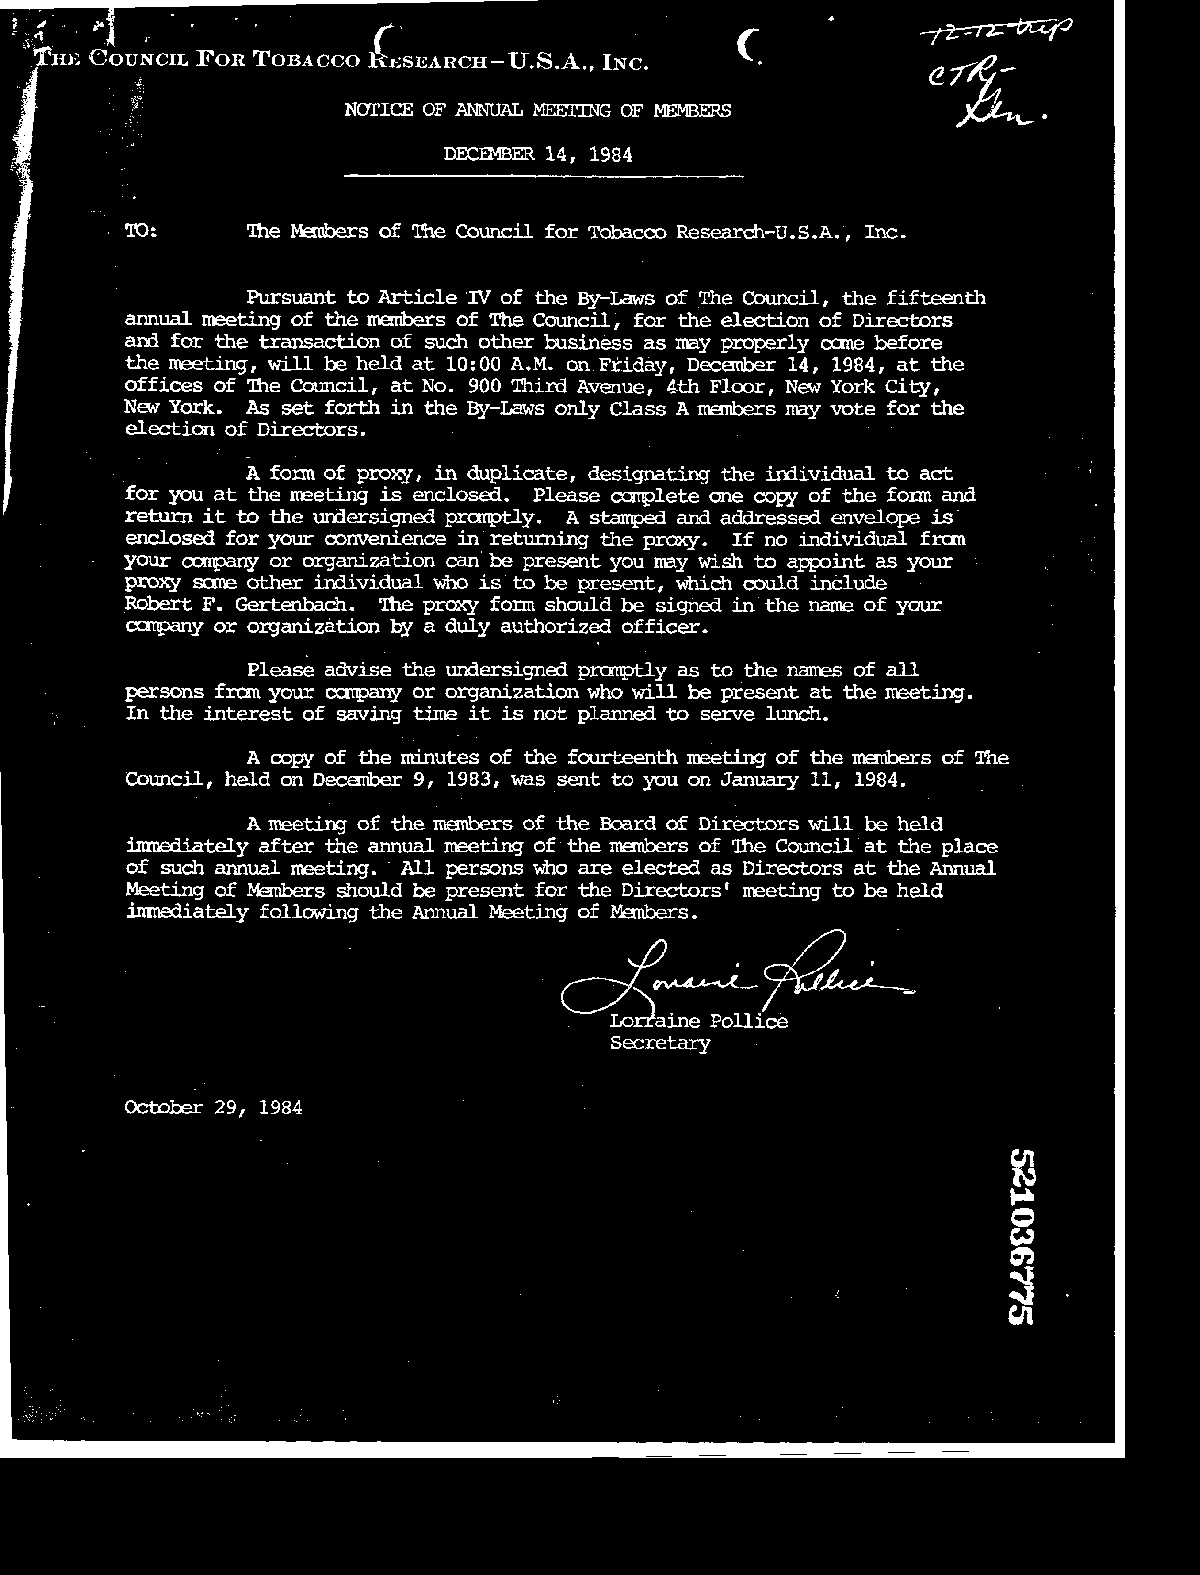 12-12 trip
THE COUNCIL FOR TOBACCO RESEARCH-U.S.A., INC.
CTR-
Gen.
NOTICE OF ANNUAL MEETING OF MEMBERS
DECEMBER 14, 1984
TO: The Members of The Council for Tobacco Research-U.S.A., Inc.
Pursuant to Article IV of the By-Laws of The Council, the fifteenth
annual meeting of the members of The Council, for the election of Directors
and for the transaction of such other business as may properly come before
the meeting, will be held at 10:00 A.M. on Friday, December 14, 1984, at the
offices of The Council, at No. 900 Third Avenue, 4th Floor, New York City,
New York. As set forth in the By-Laws only Class A members may vote for the
election of Directors.
A form of proxy, in duplicate, designating the individual to act
for you at the meeting is enclosed. Please complete one copy of the form and
return it to the undersigned promptly. A stamped and addressed envelope is
enclosed for your convenience in returning the proxy. If no individual from
your company or organization can be present you may wish to appoint as your
proxy some other individual who is to be present, which could include
Robert F. Gertenbach. The proxy form should be signed in the name of your
company or organization by a duly authorized officer.
Please advise the undersigned promptly as to the names of all
persons from your company or organization who will be present at the meeting.
In the interest of saving time it is not planned to serve lunch.
A copy of the minutes of the fourteenth meeting of the members of The
Council, held on December 9, 1983, was sent to you on January 11, 1984.
A meeting of the members of the Board of Directors will be held
immediately after the annual meeting of the members of The Council at the place
of such annual meeting. All persons who are elected as Directors at the Annual
Meeting of Members should be present for the Directors' meeting to be held
immediately following the Annual Meeting of Members.
Lorraine Pollice
Lorraine Pollice
Secretary
October 29, 1984
521036775